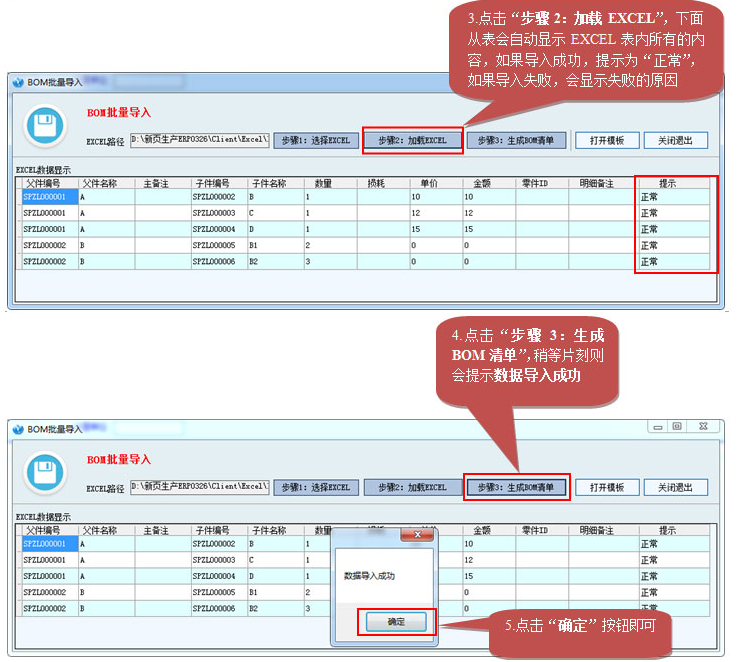 3.点击“步骤 2：加载 EXCEL”，下面
从表会自动显示 EXCEL 表内所有的内
容，如果导入成功，提示为“正常”，
如果导入失败，会显示失败的原因
BOM批量导入
BOM批量导入
EXCEL路径 D:\新页生产ERP0326\Client\Excel\ 步骤1：选择EXCEL 步骤2：加载EXCEL 步骤3：生成BOM清单 打开模板 关闭退出
EXCEL数据显示
父件编号 父件名称 主备注 子件编号 子件名称 数量 损耗 单价 金额 零件ID 明细备注 提示
SPZL000001 A SPZL000002 B 1 10 10 正常
SPZL000001 A SPZL000003 C 1 12 12 正常
SPZL000001 A SPZL000004 D 1 15 15 正常
SPZL000002 B SPZL000005 B1 2 0 0 正常
SPZL000002 B SPZL000006 B2 3 0 0 正常
4.点击“步骤 3：生成
BOM 清单”,稍等片刻则
会提示数据导入成功
BOM批量导入
BOM批量导入
EXCEL路径 D:\新页生产ERP0326\Client\Excel\ 步骤1：选择EXCEL 步骤2：加载EXCEL 步骤3：生成BOM清单 打开模板 关闭退出
EXCEL数据显示
父件编号 父件名称 主备注 子件编号 子件名称 数量 金额 零件ID 明细备注 提示
SPZL000001 A SPZL000002 B 1 10 正常
SPZL000001 A SPZL000003 C 1 12 正常
SPZL000001 A SPZL000004 D 1 15 正常
SPZL000002 B SPZL000005 B1 2 0 正常
SPZL000002 B SPZL000006 B2 3 0 正常
数据导入成功
确定
5.点击“确定”按钮即可